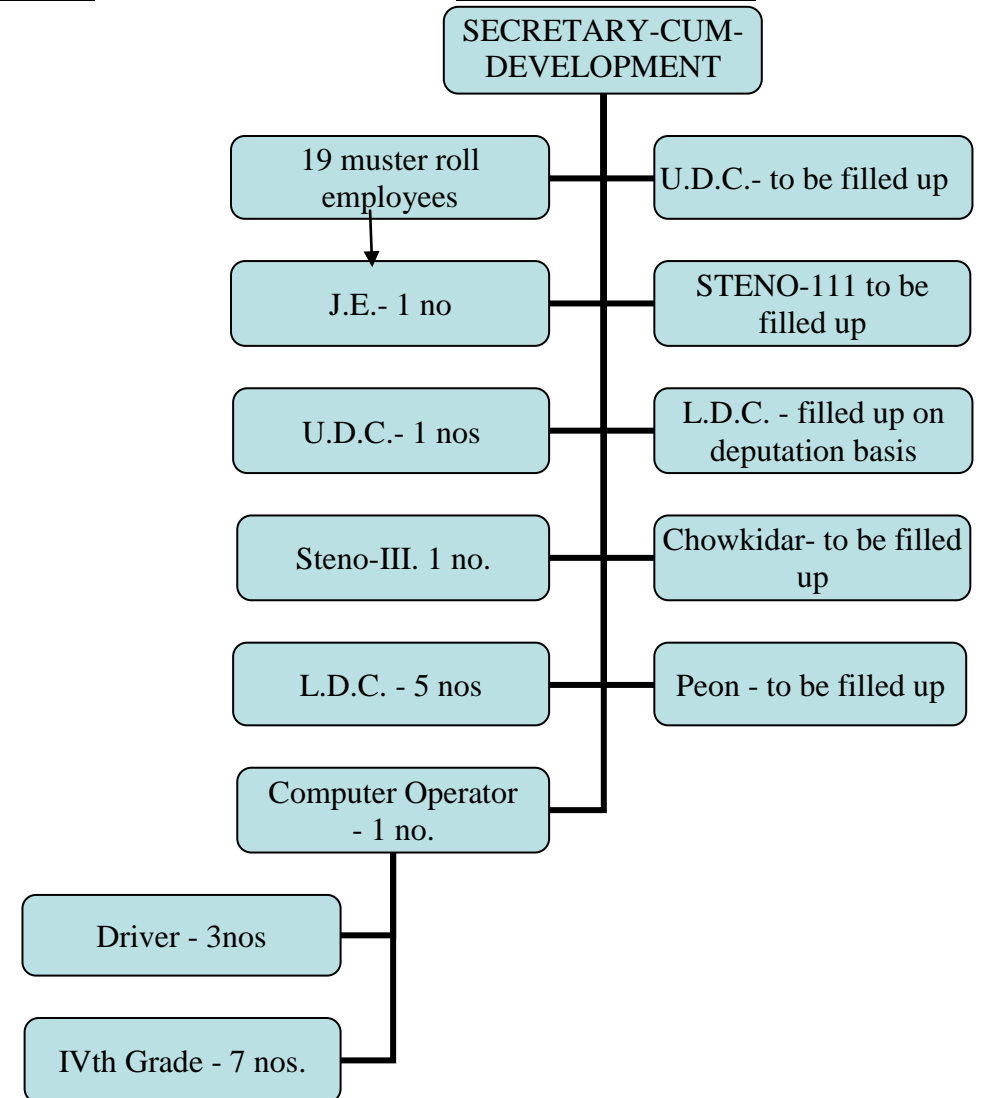 SECRETARY-CUM-
DEVELOPMENT
19 muster roll
employees
U.D.C.- to be filled up
J.E.- 1 no
STENO-111 to be
filled up
U.D.C.- 1 nos
L.D.C. - filled up on
deputation basis
Steno-III. 1 no.
Chowkidar- to be filled
up
L.D.C. - 5 nos
Peon - to be filled up
Computer Operator
- 1 no.
Driver - 3nos
IVth Grade - 7 nos.